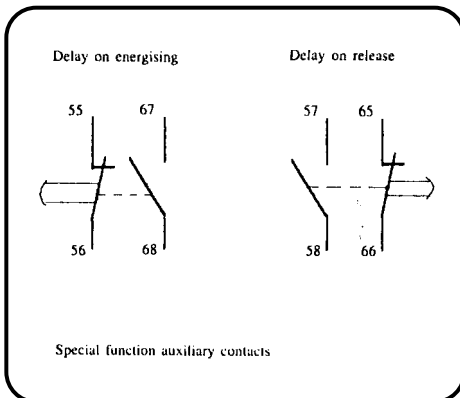 Delay on energising Delay on release
55 67 57 65
56 68 58 66
Special function auxiliary contacts